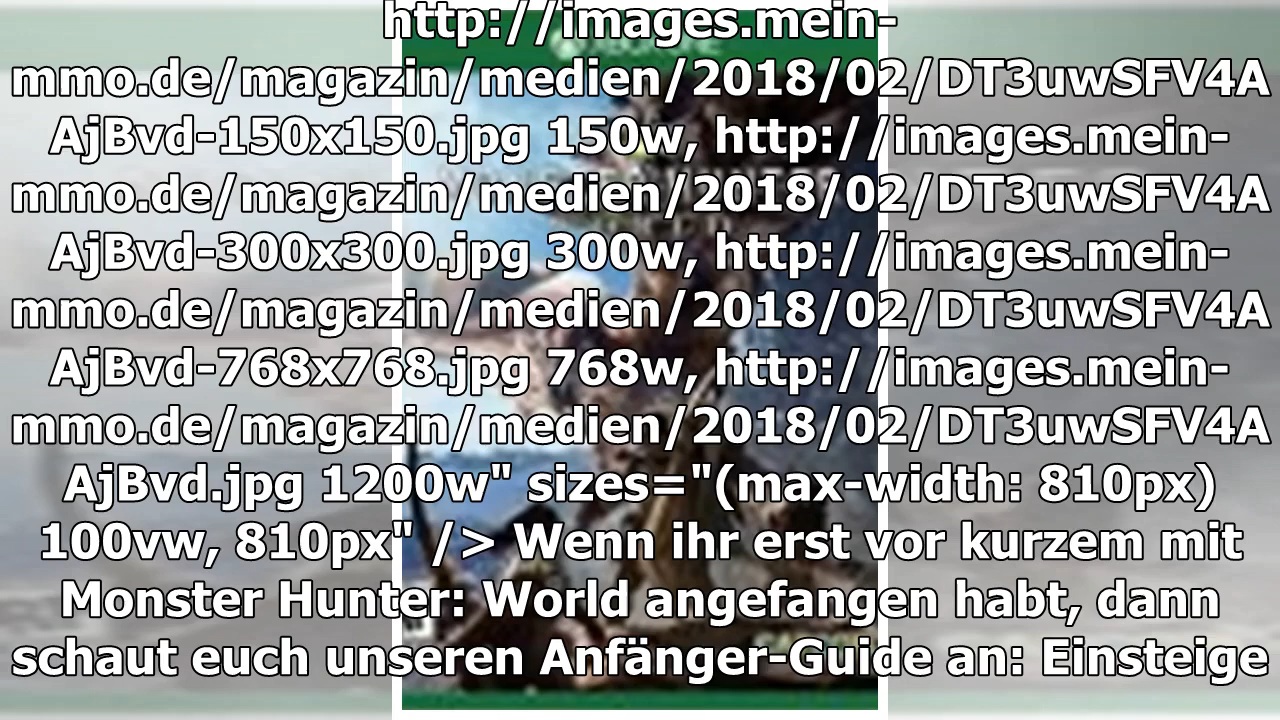 http://images.mein-
mmo.de/magazin/medien/2018/02/DT3uwSFV4A
AjBvd-150x150.jpg 150w, http://images.mein-
mmo.de/magazin/medien/2018/02/DT3uwSFV4A
AjBvd-300x300.jpg 300w, http://images.mein-
mmo.de/magazin/medien/2018/02/DT3uwSFV4A
AjBvd-768x768.jpg 768w, http://images.mein-
mmo.de/magazin/medien/2018/02/DT3uwSFV4A
AjBvd.jpg 1200w" sizes="(max-width: 810px)
100vw, 810px" /> Wenn ihr erst vor kurzem mit
Monster Hunter: World angefangen habt, dann
schaut euch unseren Anfänger-Guide an: Einsteige